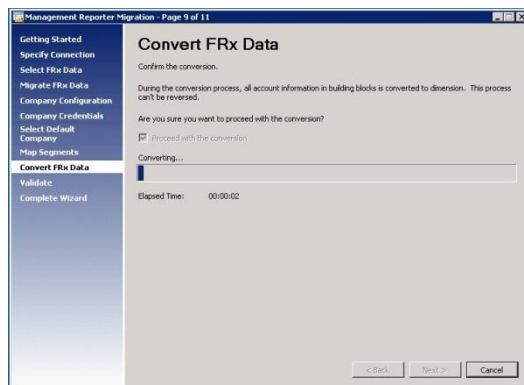 Management Reporter Migration - Page 9 of 11
Getting Started
Specify Connection
Select FRx Data
Migrate FRx Data
Company Configuration
Company Credentials
Select Default
Company
Map Segments
Convert FRx Data
Validate
Complete Wizard
Convert FRx Data
Confirm the conversion.
During the conversion process, all account information in building blocks is converted to dimension. This process
can't be reversed.
Are you sure you want to proceed with the conversion?
Proceed with the conversion
Converting...
Elapsed Time: 00:00:02
< Back
Next >
Cancel